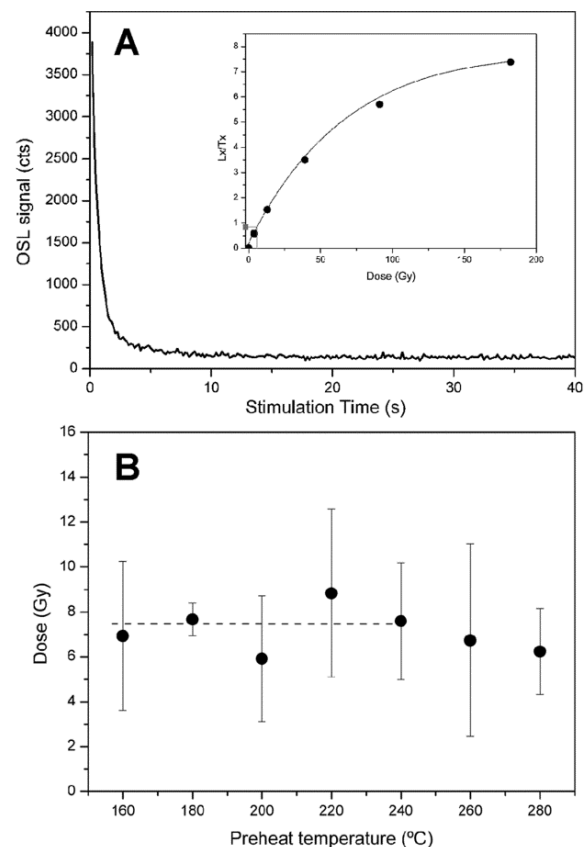 A
OSL signal (cts)
4000
3500
3000
2500
2000
1500
1000
500
0
0 10 20 30 40
Stimulation Time (s)
Lx/Tx
8
7
6
5
4
3
2
1
0
0 50 100 150 200
Dose (Gy)
B
Dose (Gy)
16
14
12
10
8
6
4
2
0
160 180 200 220 240 260 280
Preheat temperature (ºC)